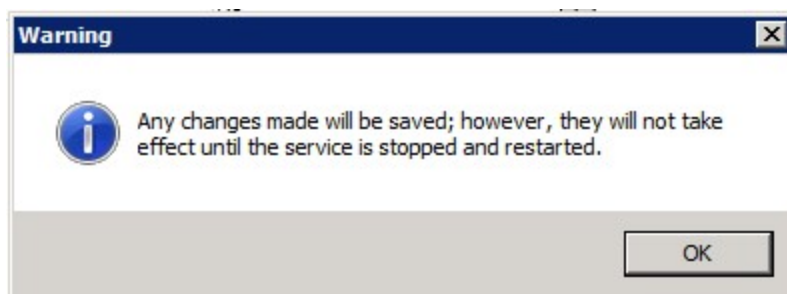 Warning
Any changes made will be saved; however, they will not take
effect until the service is stopped and restarted.
OK